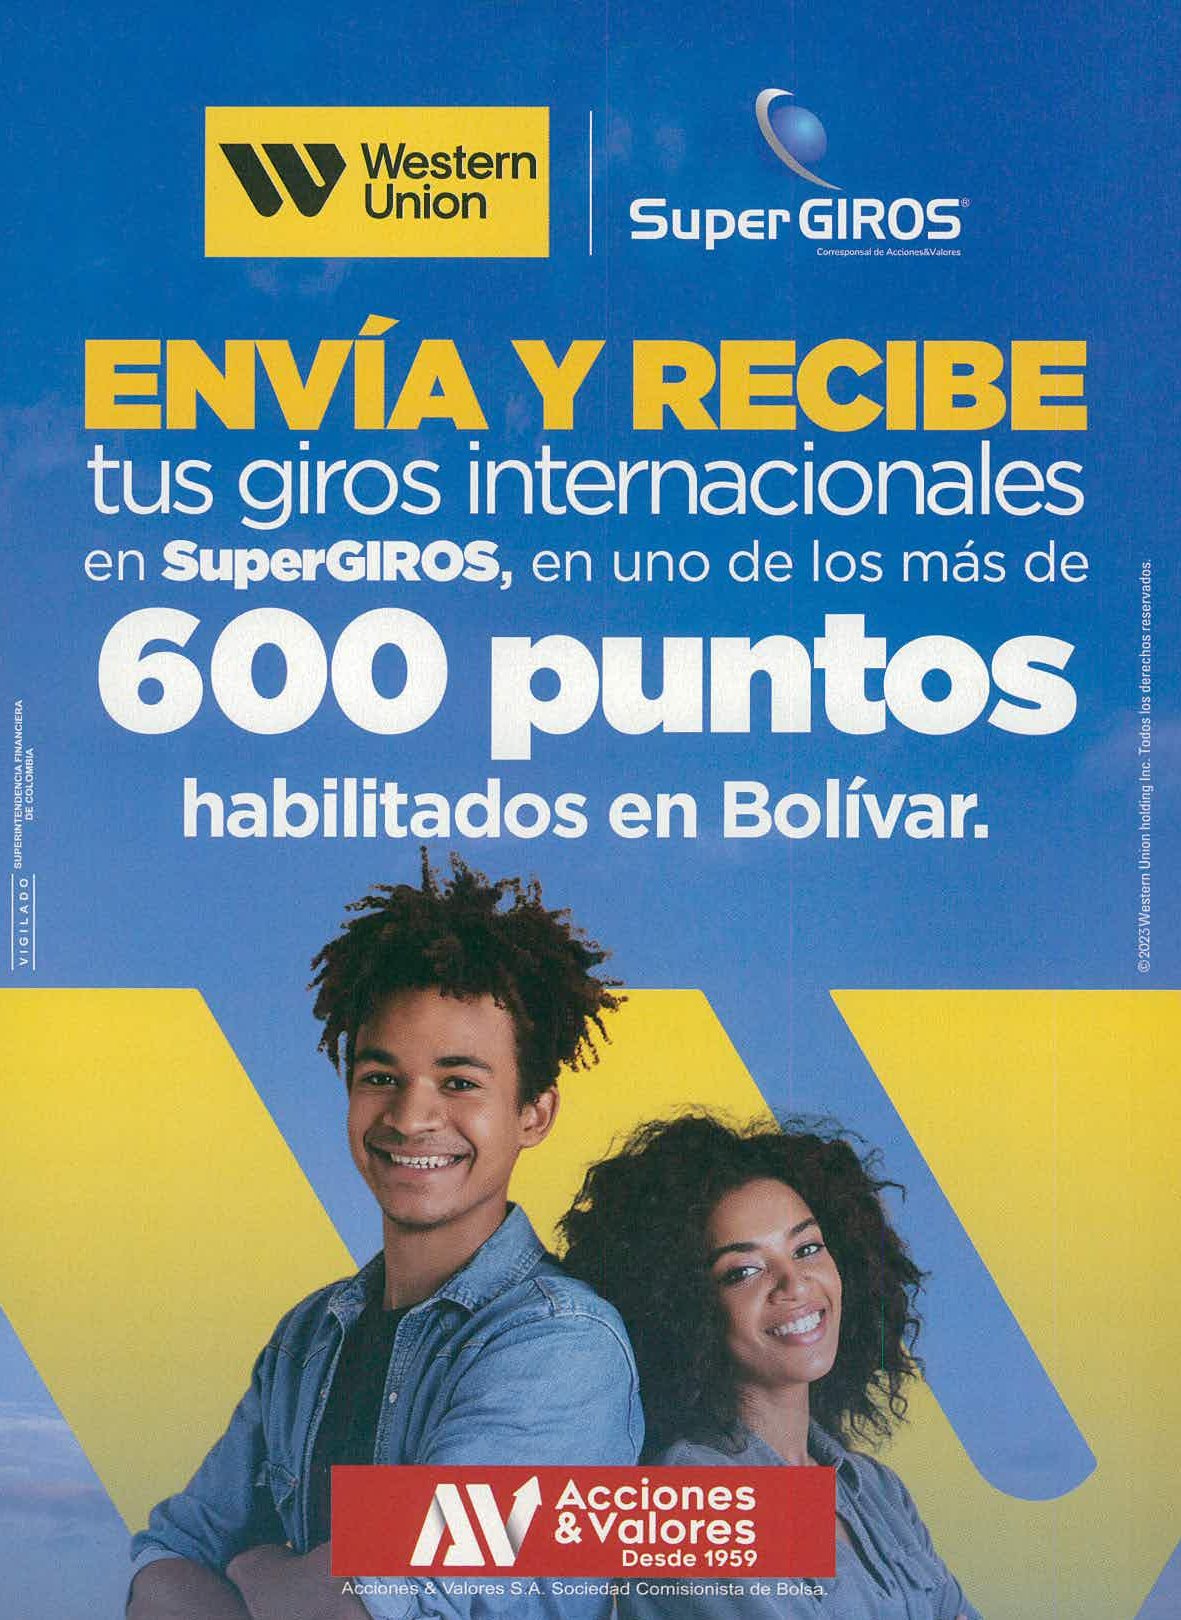 Western
Union
SuperGIROS®
Corresponsal de Acciones&Valores
ENVÍA Y RECIBE
tus giros internacionales
en SuperGIROS, en uno de los más de
600 puntos
habilitados en Bolívar.
VIGILADO SUPERINTENDENCIA FINANCIERA
DE COLOMBIA
© 2023 Western Union holding Inc. Todos los derechos reservados.
AV
Acciones
&Valores
Desde 1959
Acciones & Valores S.A. Sociedad Comisionista de Bolsa.